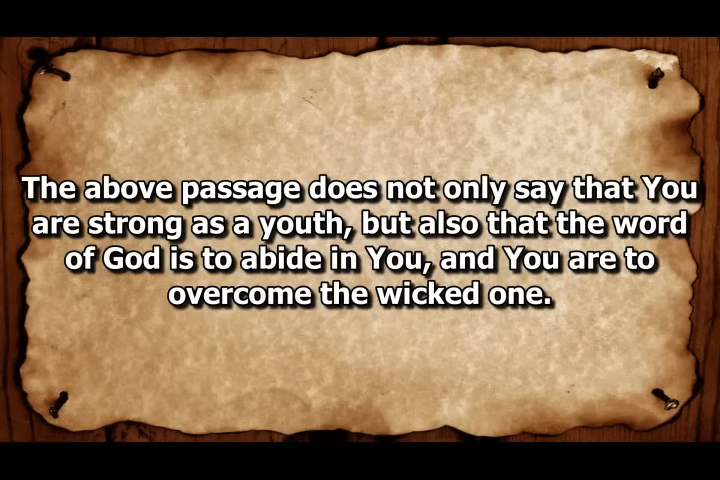 The above passage does not only say that You
are strong as a youth, but also that the word
of God is to abide in You, and You are to
overcome the wicked one.